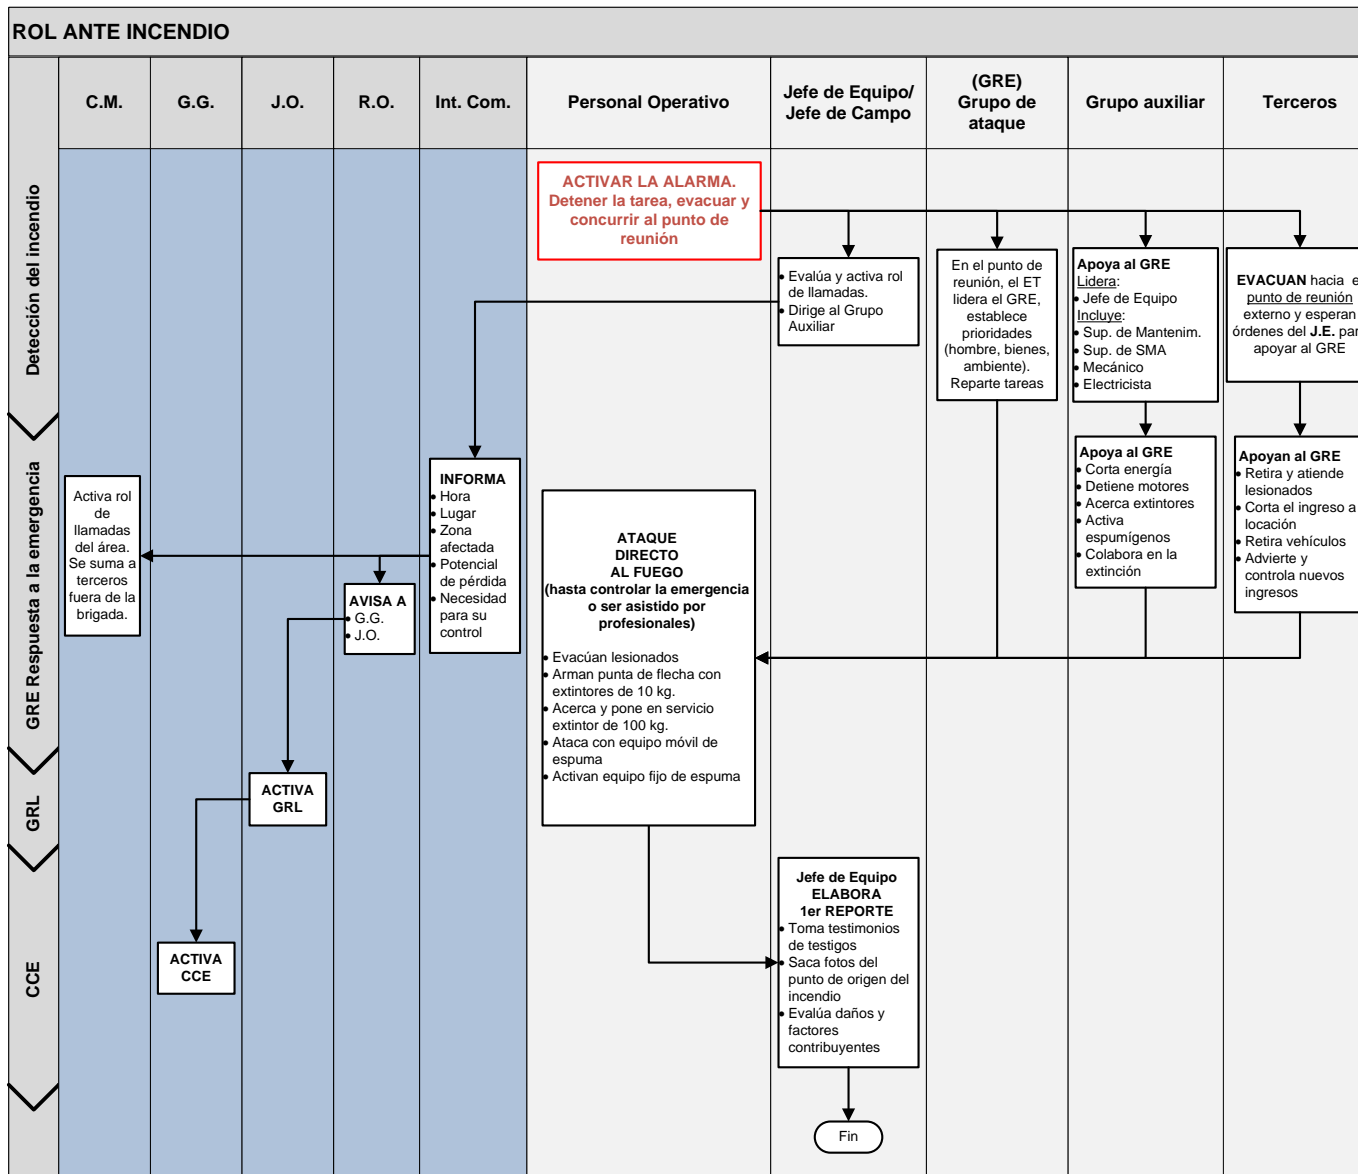 ROL ANTE INCENDIO
C.M.
G.G.
J.O.
R.O.
Int. Com.
Personal Operativo
Jefe de Equipo/
Jefe de Campo
(GRE)
Grupo de
ataque
Grupo auxiliar
Terceros
Detección del incendio
ACTIVAR LA ALARMA.
Detener la tarea, evacuar y
concurrir al punto de
reunión
• Evalúa y activa rol
de llamadas.
• Dirige al Grupo
Auxiliar
En el punto de
reunión, el ET
lidera el GRE,
establece
prioridades
(hombre, bienes,
ambiente).
Reparte tareas
Apoya al GRE
Lidera:
• Jefe de Equipo
Incluye:
• Sup. de Mantenim.
• Sup. de SMA
• Mecánico
• Electricista
EVACUAN hacia e
punto de reunión
externo y esperan
órdenes del J.E. par
apoyar al GRE
GRE Respuesta a la emergencia
Activa rol
de
llamadas
del área.
Se suma a
terceros
fuera de la
brigada.
AVISA A
• G.G.
• J.O.
INFORMA
• Hora
• Lugar
• Zona
afectada
• Potencial
de pérdida
• Necesidad
para su
control
ATAQUE
DIRECTO
AL FUEGO
(hasta controlar la emergencia
o ser asistido por
profesionales)
• Evacúan lesionados
• Arman punta de flecha con
extintores de 10 kg.
• Acerca y pone en servicio
extintor de 100 kg.
• Ataca con equipo móvil de
espuma
• Activan equipo fijo de espuma
Apoya al GRE
• Corta energía
• Detiene motores
• Acerca extintores
• Activa
espumígenos
• Colabora en la
extinción
Apoyan al GRE
• Retira y atiende
lesionados
• Corta el ingreso a
locación
• Retira vehículos
• Advierte y
controla nuevos
ingresos
GRL
ACTIVA
GRL
CCE
ACTIVA
CCE
Jefe de Equipo
ELABORA
1er REPORTE
• Toma testimonios
de testigos
• Saca fotos del
punto de origen del
incendio
• Evalúa daños y
factores
contribuyentes
Fin